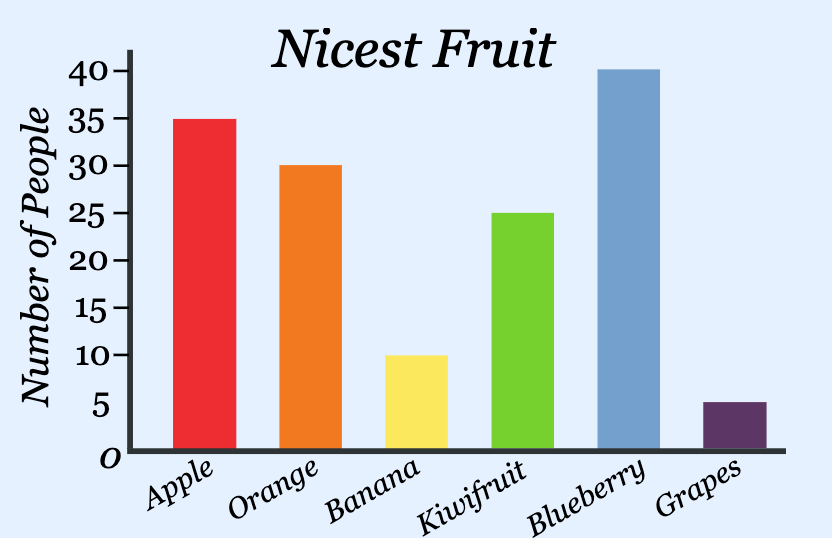 Nicest Fruit
Number of People
40
35
30
25
20
15
10
5
0
Apple
Orange
Banana
Kiwifruit
Blueberry
Grapes